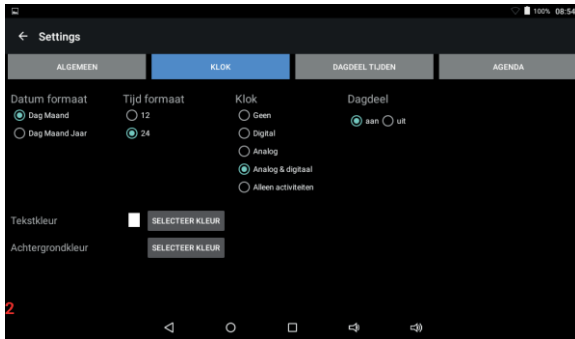 100% 08:54
Settings
ALGEMEEN KLOK DAGDEEL TIJDEN AGENDA
Datum formaat Tijd formaat Klok Dagdeel
Dag Maand 12 Geen aan uit
Dag Maand Jaar 24 Digital
Analog
Analog & digitaal
Alleen activiteiten
Tekstkleur SELECTEER KLEUR
Achtergrondkleur SELECTEER KLEUR
2